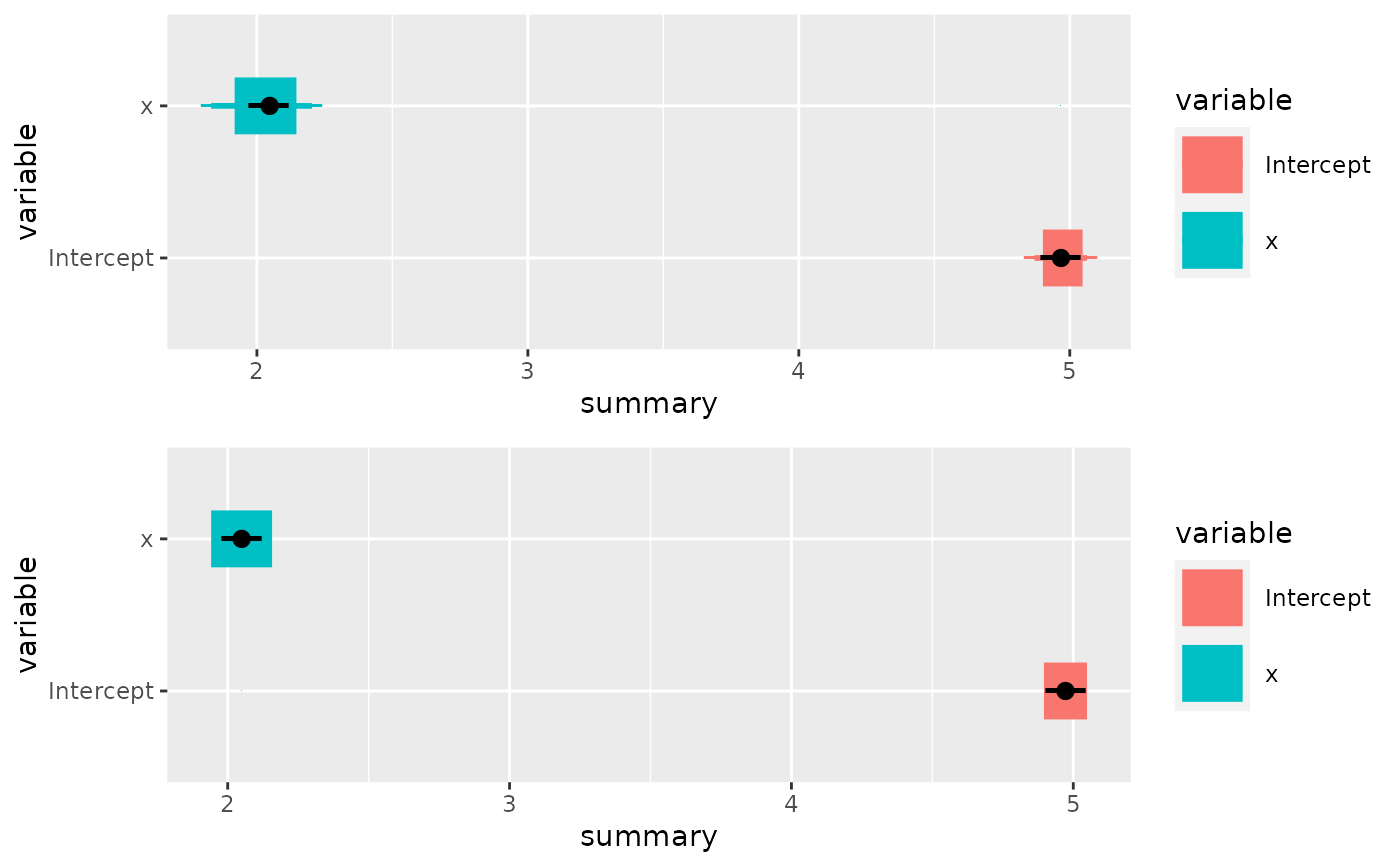 variable
x
Intercept
2 3 4 5
summary
variable
Intercept
x
variable
x
Intercept
2 3 4 5
summary
variable
Intercept
x